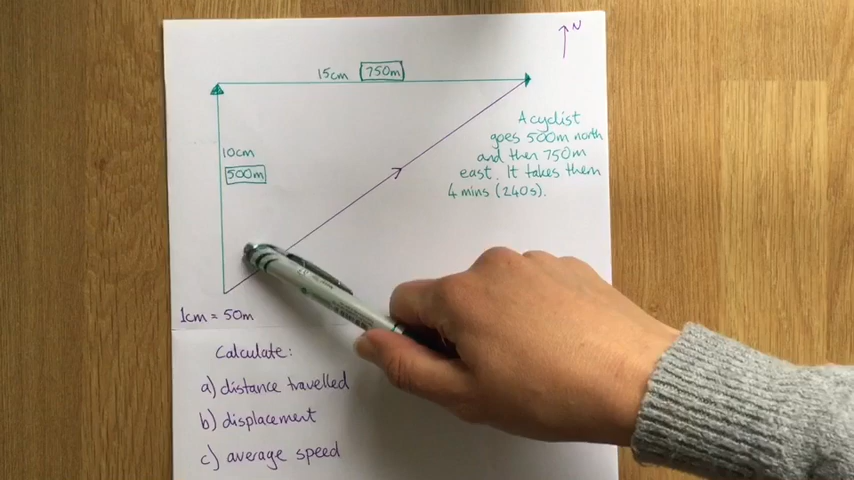 N
15cm 750m
A cyclist
goes 500m north
and then 750m
east. It takes them
4 mins (240s).
10cm
500m
1cm = 50m
Calculate:
a) distance travelled
b) displacement
c) average speed